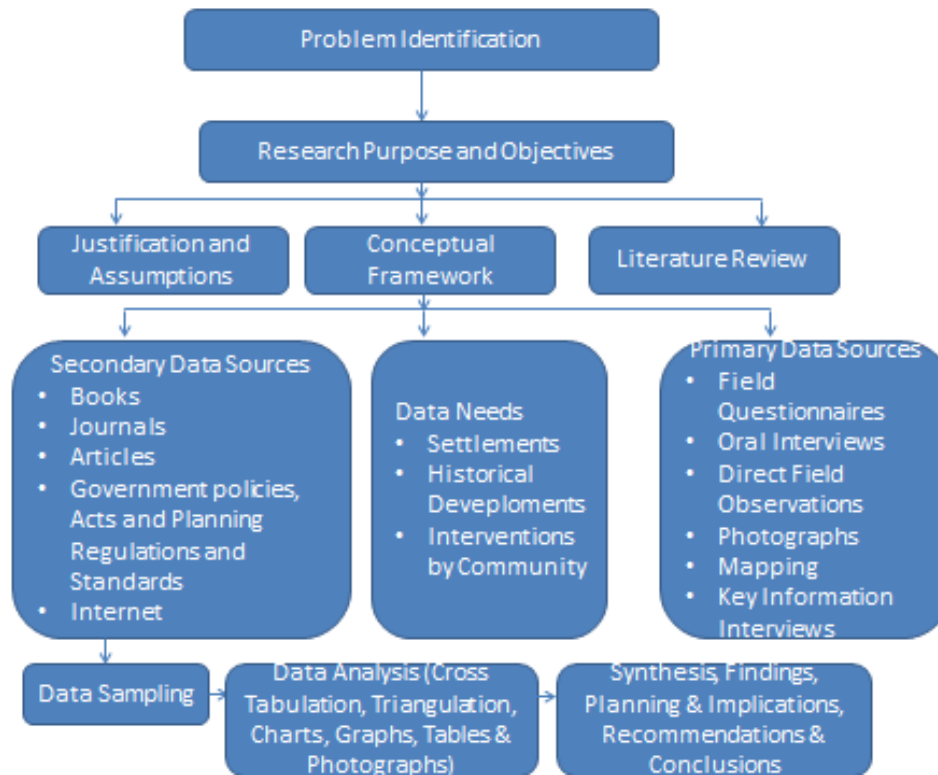 Problem Identification
Research Purpose and Objectives
Justification and
Assumptions
Conceptual
Framework
Literature Review
Secondary Data Sources
• Books
• Journals
• Articles
• Government policies,
Acts and Planning
Regulations and
Standards
• Internet
Data Needs
• Settlements
• Historical
Deveploments
• Interventions
by Community
Primary Data Sources
• Field
Questionnaires
• Oral Interviews
• Direct Field
Observations
• Photographs
• Mapping
• Key Information
Interviews
Data Sampling
Data Analysis (Cross
Tabulation, Triangulation,
Charts, Graphs, Tables &
Photographs)
Synthesis, Findings,
Planning & Implications,
Recommendations &
Conclusions